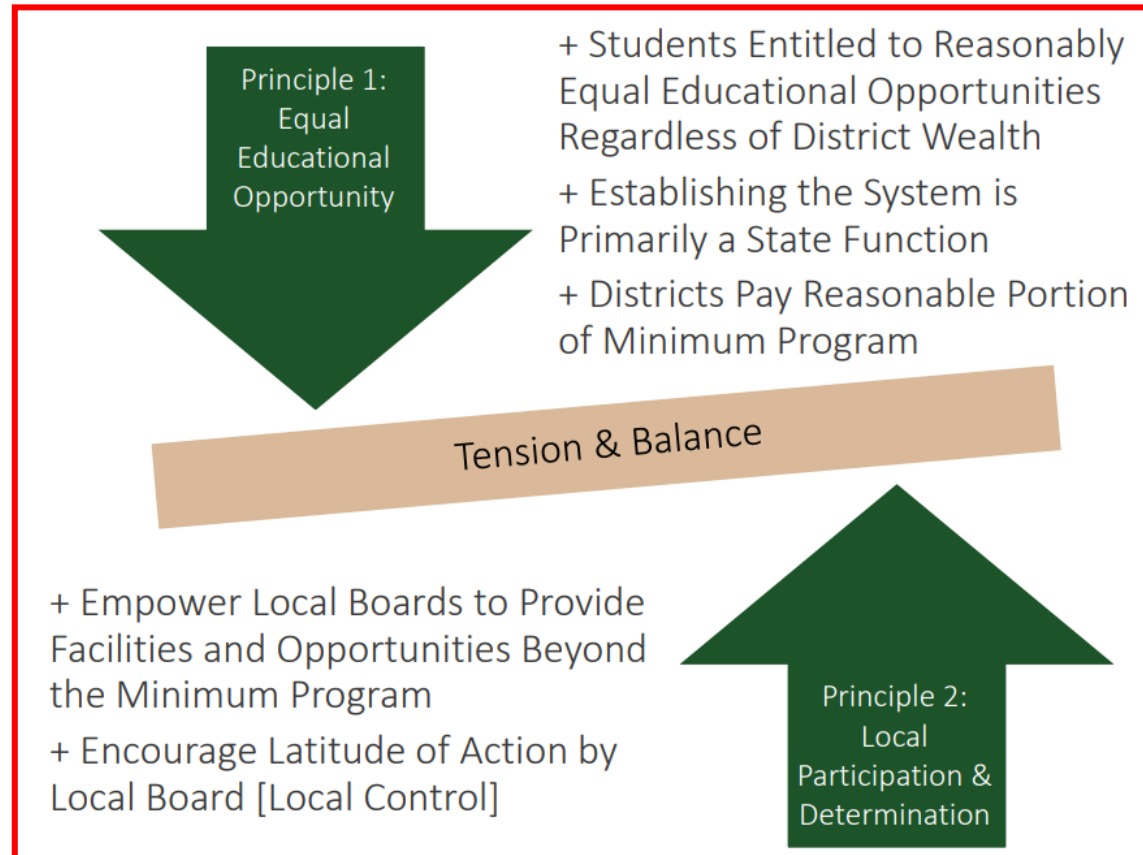 Principle 1:
Equal
Educational
Opportunity
+ Students Entitled to Reasonably
Equal Educational Opportunities
Regardless of District Wealth
+ Establishing the System is
Primarily a State Function
+ Districts Pay Reasonable Portion
of Minimum Program
Tension & Balance
+ Empower Local Boards to Provide
Facilities and Opportunities Beyond
the Minimum Program
+ Encourage Latitude of Action by
Local Board [Local Control]
Principle 2:
Local
Participation &
Determination